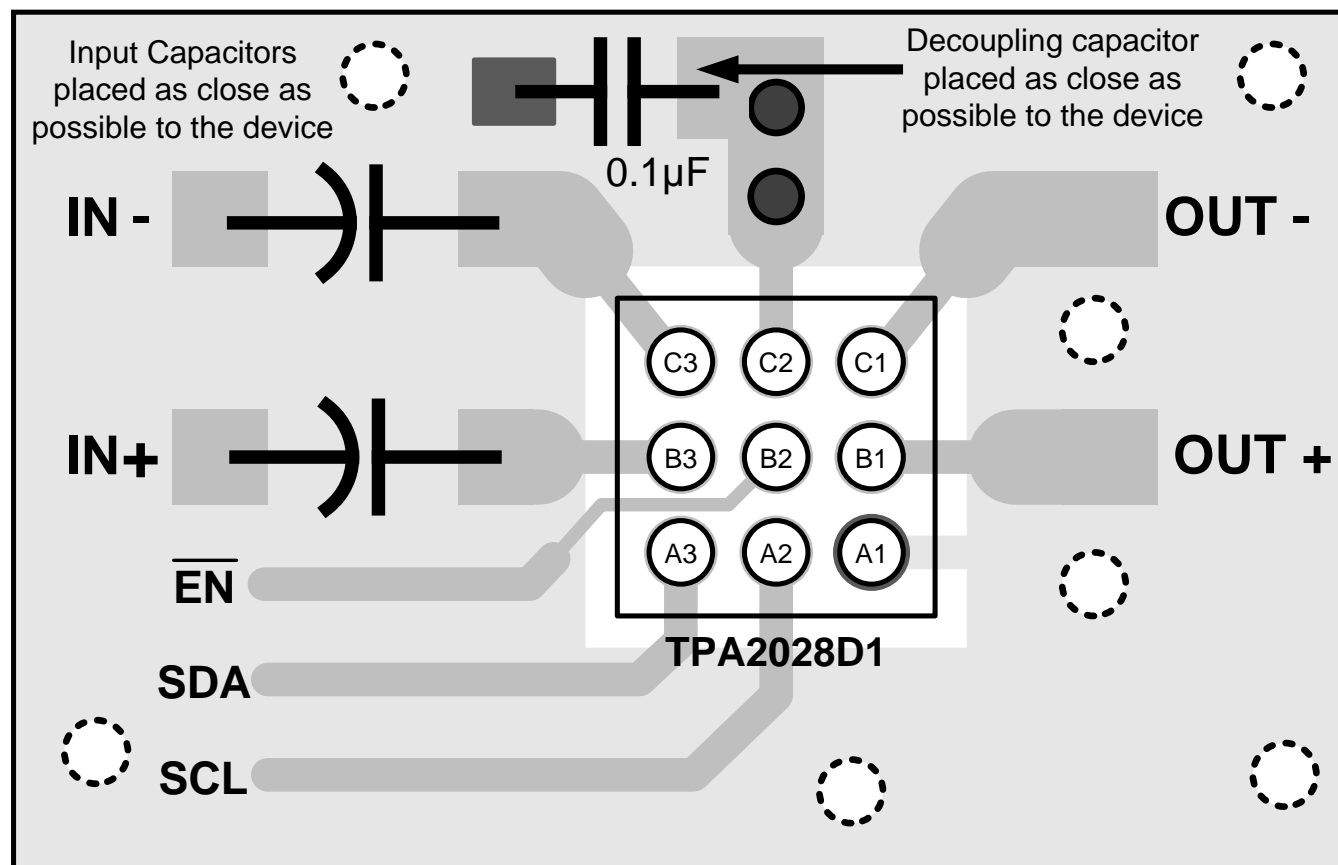 Input Capacitors
placed as close as
possible to the device
Decoupling capacitor
placed as close as
possible to the device
0.1µF
IN -
OUT -
C3 C2 C1
IN+
B3 B2 B1
OUT +
A3 A2 A1
EN
TPA2028D1
SDA
SCL